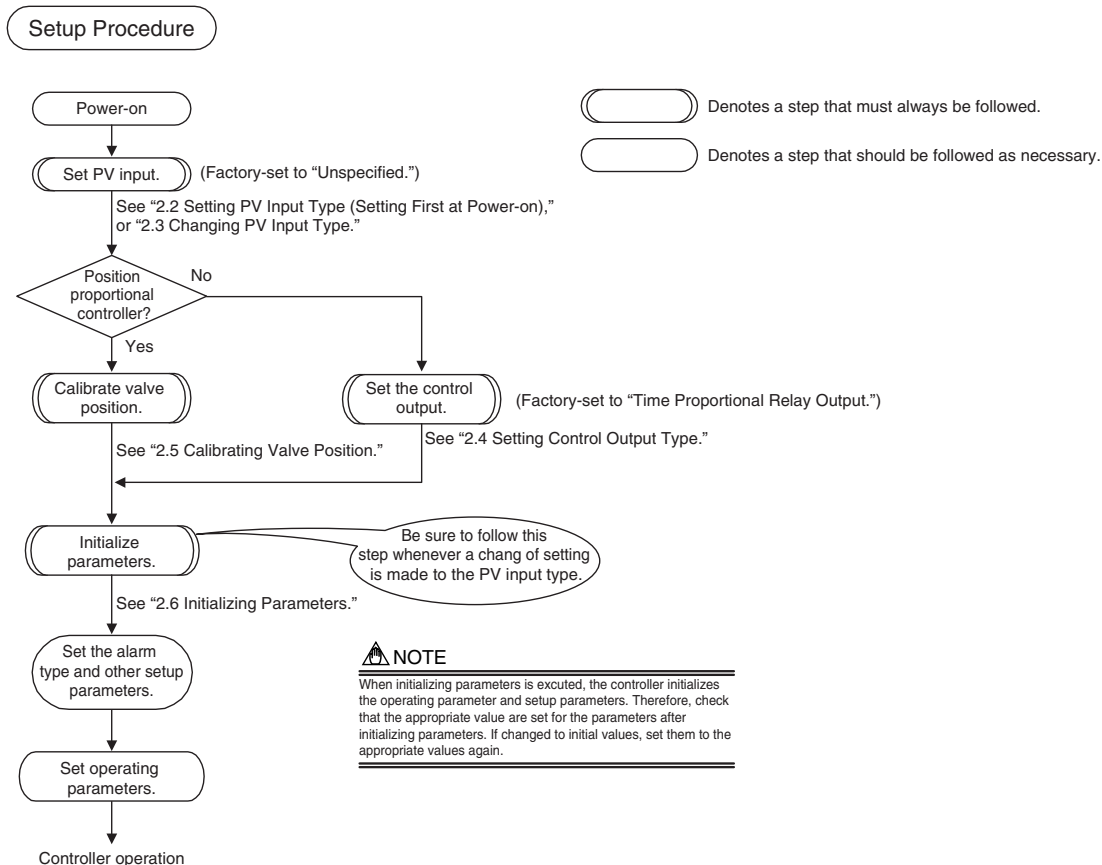 Setup Procedure
Power-on
Denotes a step that must always be followed.
Denotes a step that should be followed as necessary.
Set PV input.
(Factory-set to “Unspecified.”)
See “2.2 Setting PV Input Type (Setting First at Power-on),”
or “2.3 Changing PV Input Type.”
Position
proportional
controller?
No
Yes
Calibrate valve
position.
Set the control
output.
(Factory-set to “Time Proportional Relay Output.”)
See “2.5 Calibrating Valve Position.”
See “2.4 Setting Control Output Type.”
Initialize
parameters.
Be sure to follow this
step whenever a chang of setting
is made to the PV input type.
See “2.6 Initializing Parameters.”
Set the alarm
type and other setup
parameters.
NOTE
When initializing parameters is excuted, the controller initializes
the operating parameter and setup parameters. Therefore, check
that the appropriate value are set for the parameters after
initializing parameters. If changed to initial values, set them to the
appropriate values again.
Set operating
parameters.
Controller operation